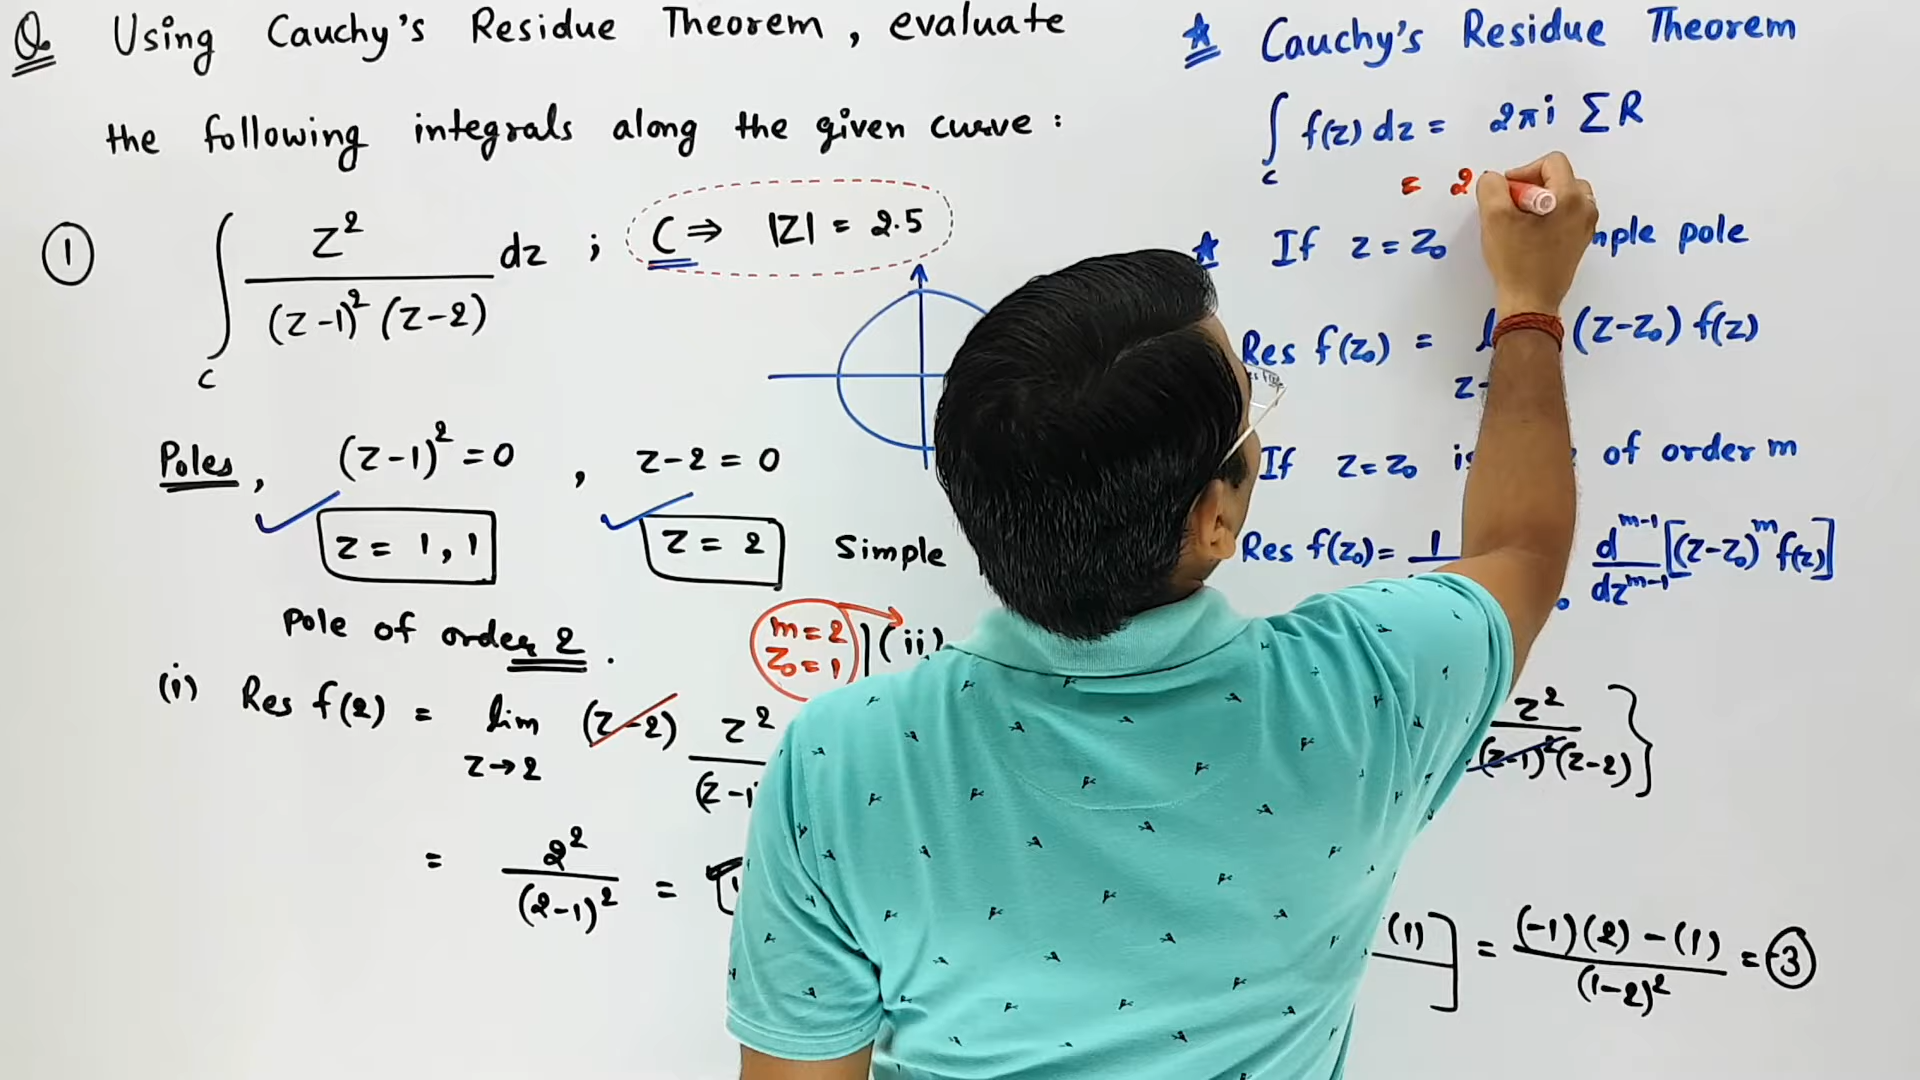 Q. Using Cauchy's Residue Theorem, evaluate
the following integrals along the given curve :
① ∫_C z² / ((z-1)² (z-2)) dz ; C ⇒ |z| = 2.5
Poles, (z-1)² = 0 , z-2 = 0
z = 1, 1 z = 2 Simple
Pole of order 2 .
(i) Res f(2) = lim z→2 (z-2) z² / (z-1
= 2² / (2-1)² =
m = 2
z₀ = 1
(ii)
z² / (z-1)² (z-2) }
(1) ] = (-1)(2) - (1) / (1-2)² = -3
★ Cauchy's Residue Theorem
∫_c f(z) dz = 2πi ΣR
= 2
★ If z = z₀ mple pole
Res f(z₀) = (z-z₀) f(z)
z
If z = z₀ of order m
Res f(z₀) = 1 d^(m-1) / dz^(m-1) [(z-z₀)^m f(z)]